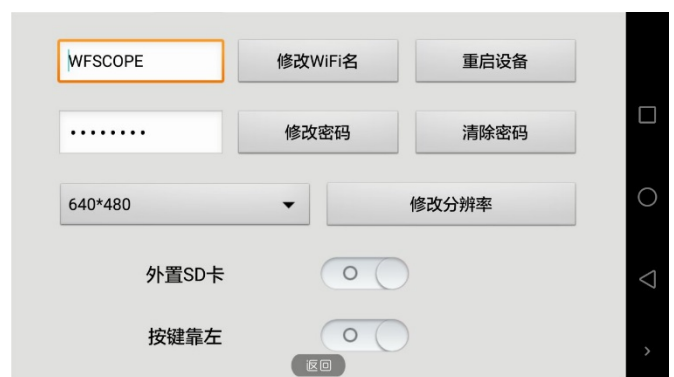 WFSCOPE
修改WiFi名
重启设备
••••••••
修改密码
清除密码
640*480
修改分辨率
外置SD卡
按键靠左
返回